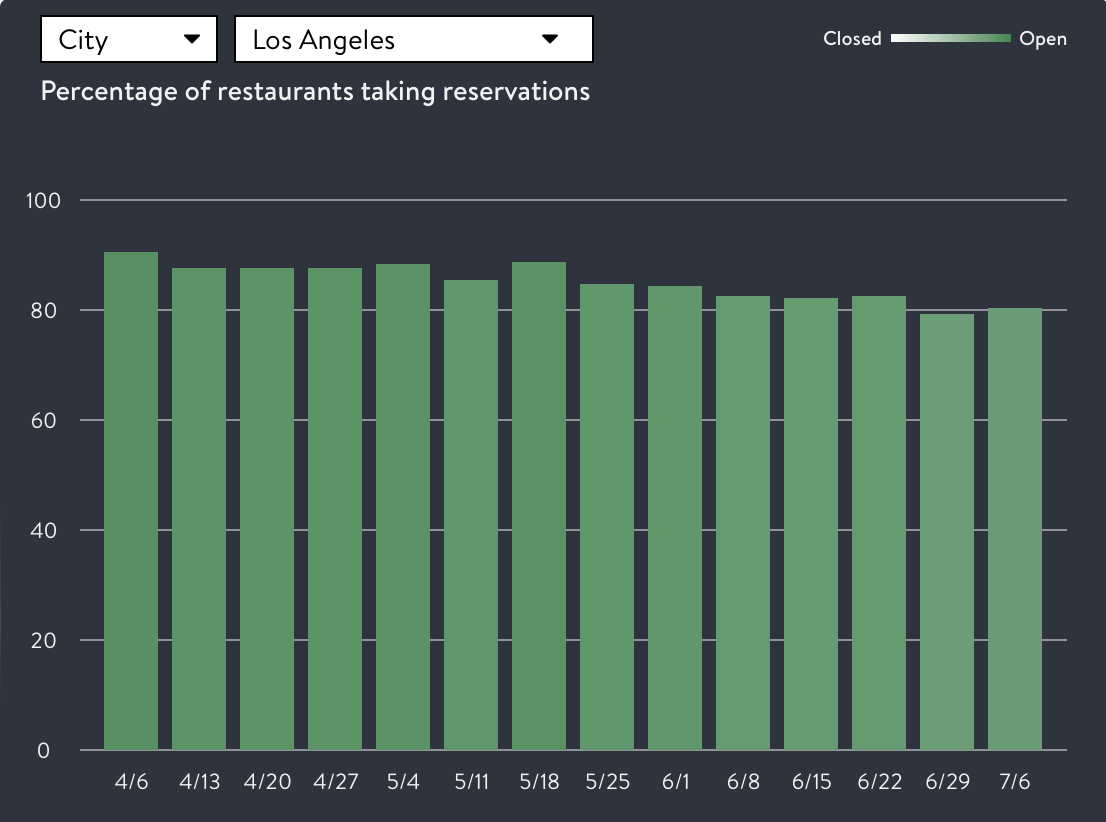 City
Los Angeles
Closed
Open
Percentage of restaurants taking reservations
100
80
60
40
20
0
4/6 4/13 4/20 4/27 5/4 5/11 5/18 5/25 6/1 6/8 6/15 6/22 6/29 7/6